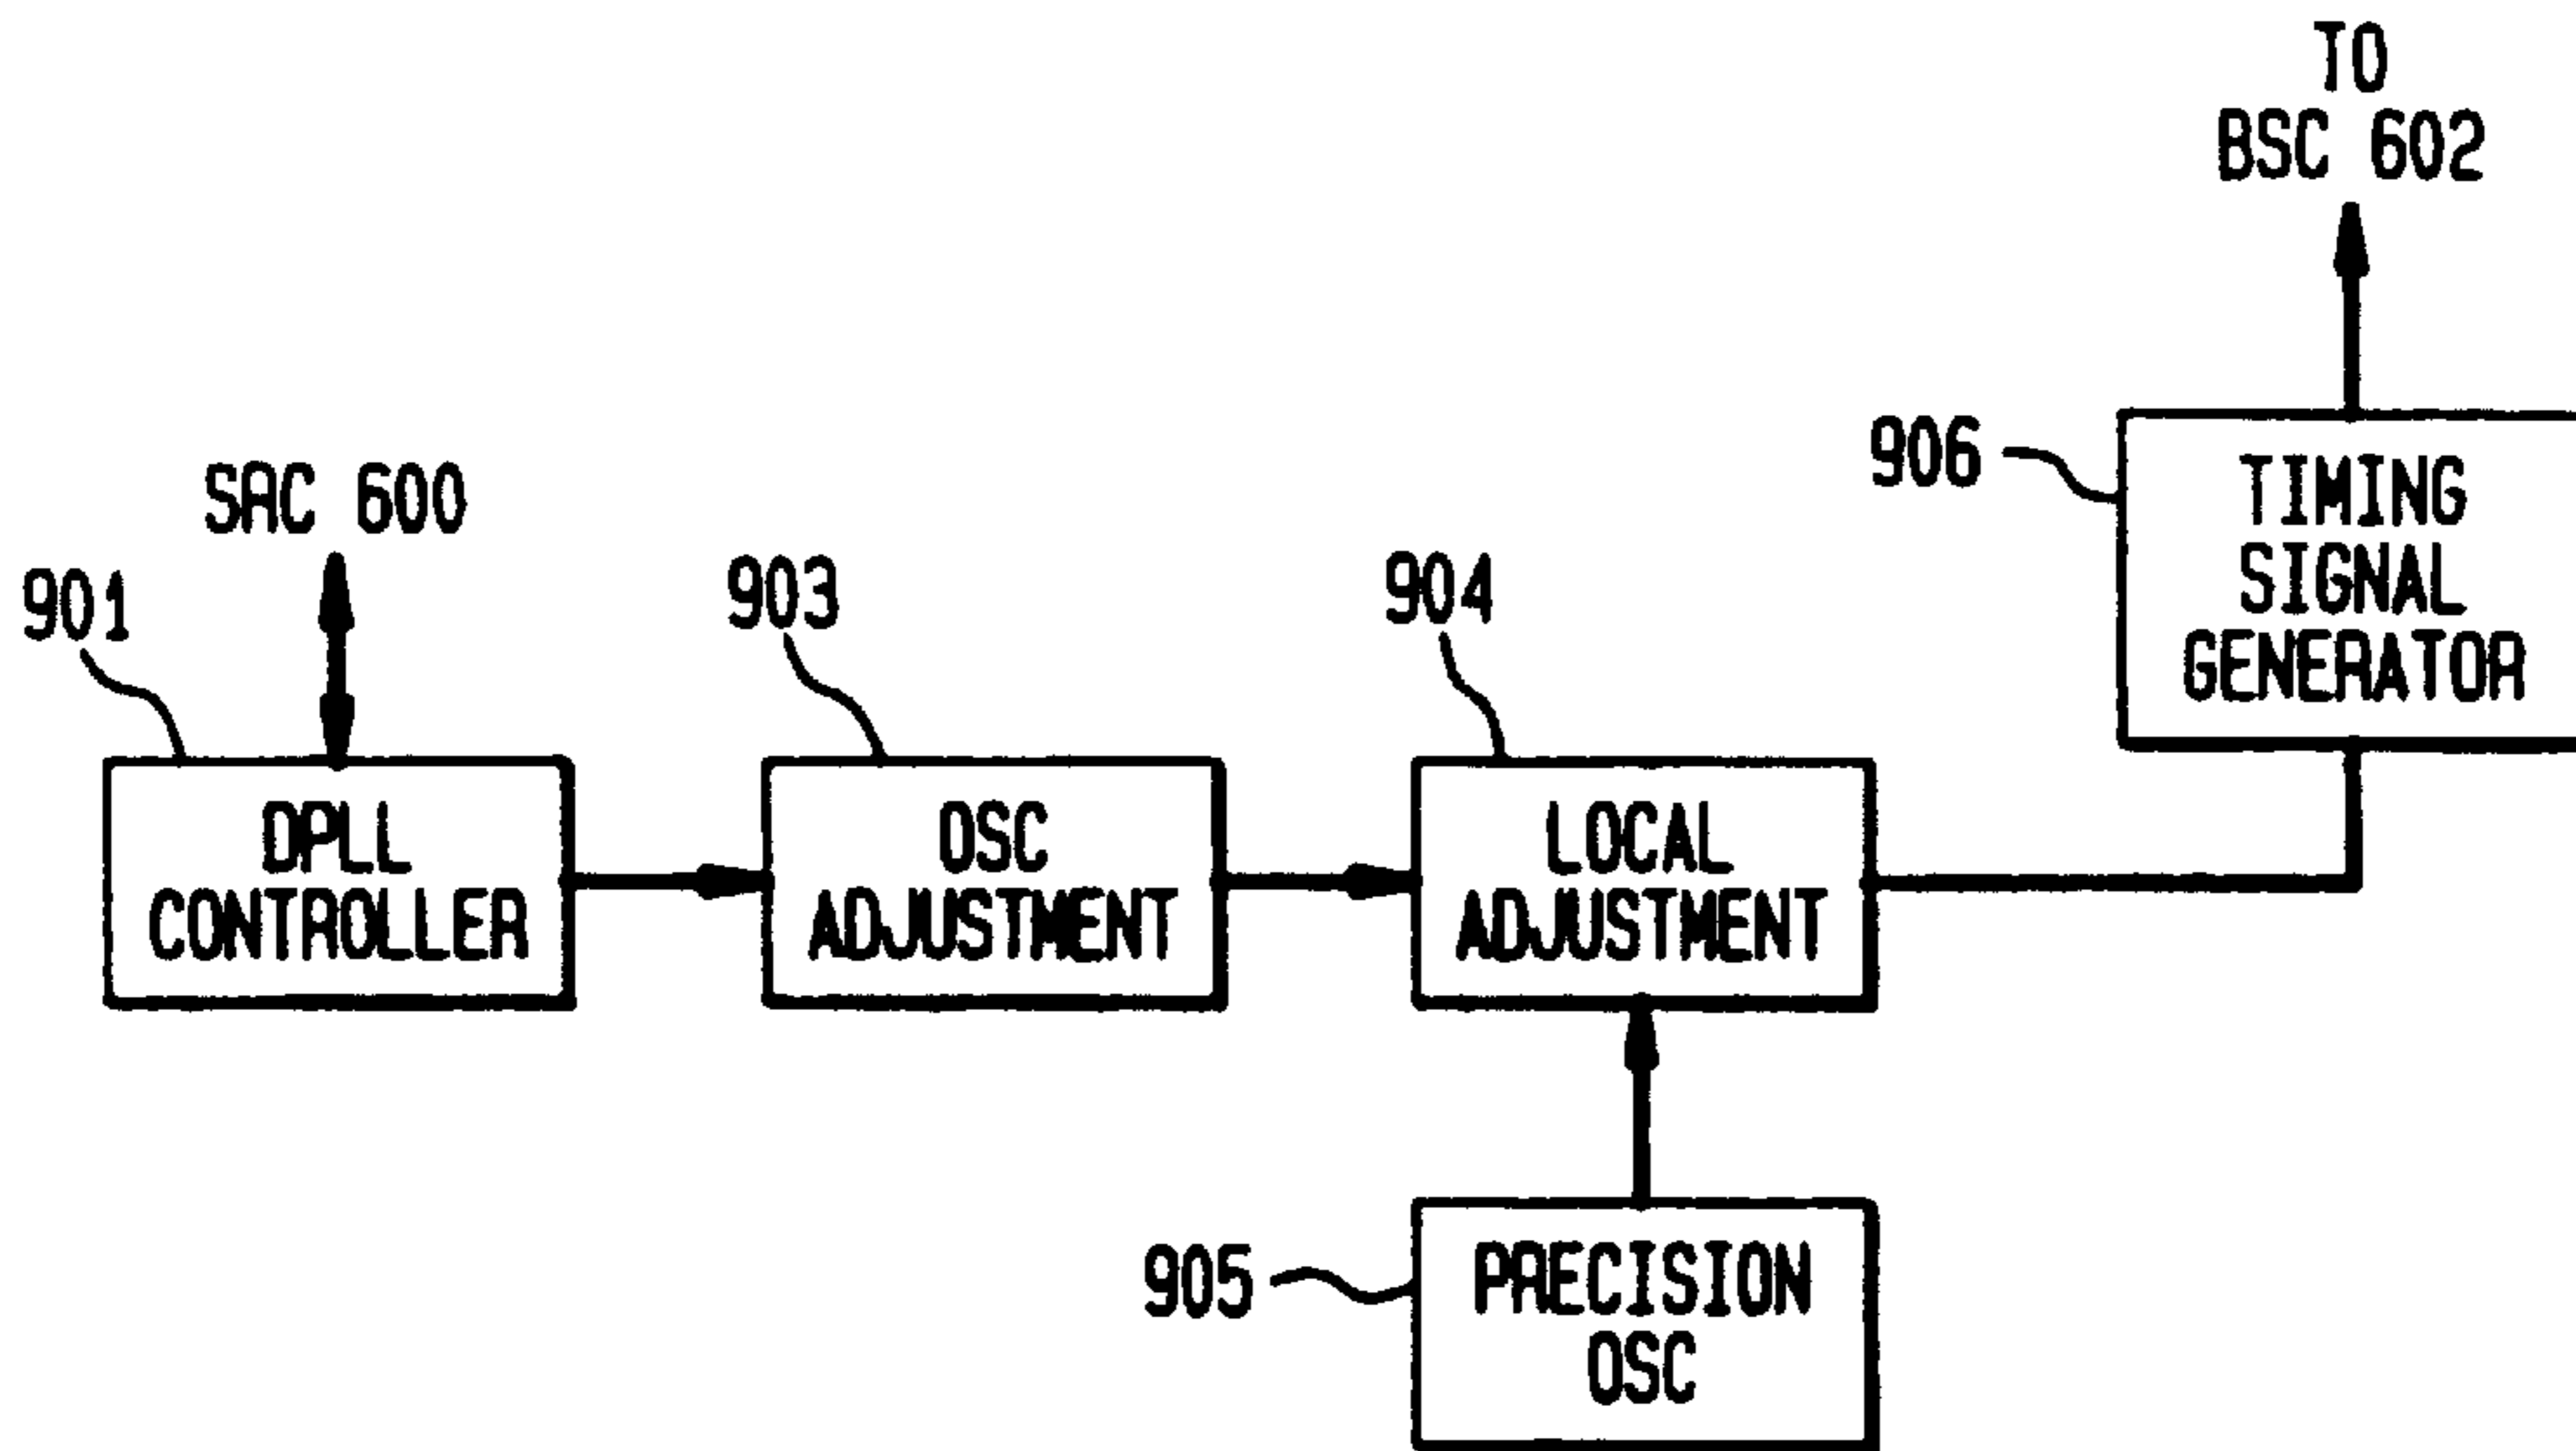 TO
BSC 602
906
TIMING
SIGNAL
GENERATOR
SAC 600
901
903
904
DPLL
CONTROLLER
OSC
ADJUSTMENT
LOCAL
ADJUSTMENT
905
PRECISION
OSC